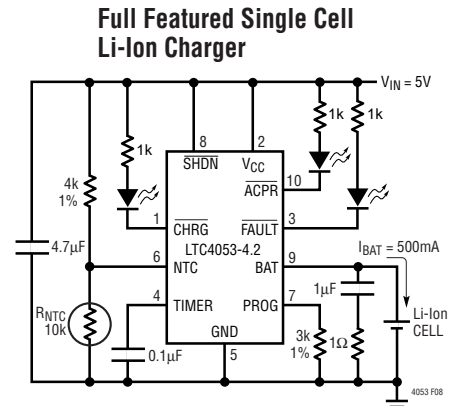 Full Featured Single Cell
Li-Ion Charger
V_IN = 5V
1k
1k
1k
8
2
SHDN
V_CC
4k
1%
ACPR
10
1
CHRG
FAULT
3
LTC4053-4.2
I_BAT = 500mA
4.7µF
6
NTC
BAT
9
1µF
R_NTC
10k
4
TIMER
PROG
7
Li-Ion
CELL
GND
3k
1%
1Ω
0.1µF
5
4053 F08